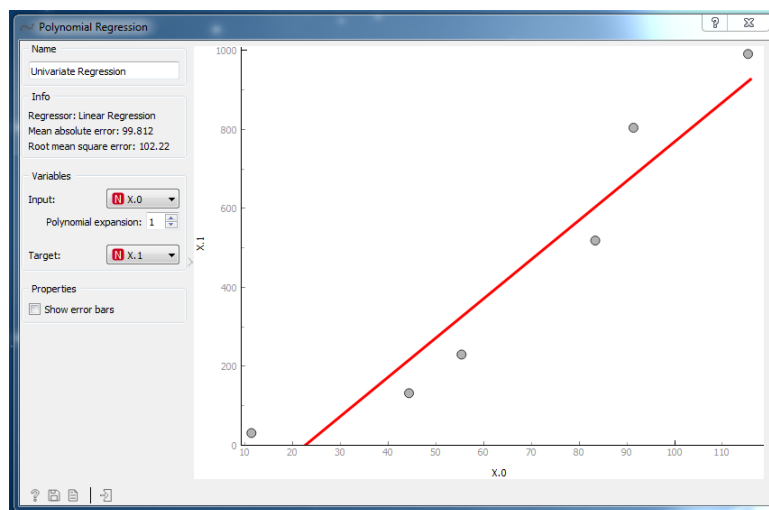 Polynomial Regression
?
Name
Univariate Regression
Info
Regressor: Linear Regression
Mean absolute error: 99.812
Root mean square error: 102.22
Variables
Input: N X.0
Polynomial expansion: 1
Target: N X.1
Properties
Show error bars
1000
800
600
400
200
0
X.1
10 20 30 40 50 60 70 80 90 100 110
X.0
?